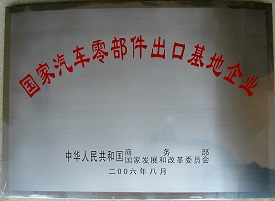 国家汽车零部件出口基地企业
中华人民共和国商务部
国家发展和改革委员会
二00六年八月